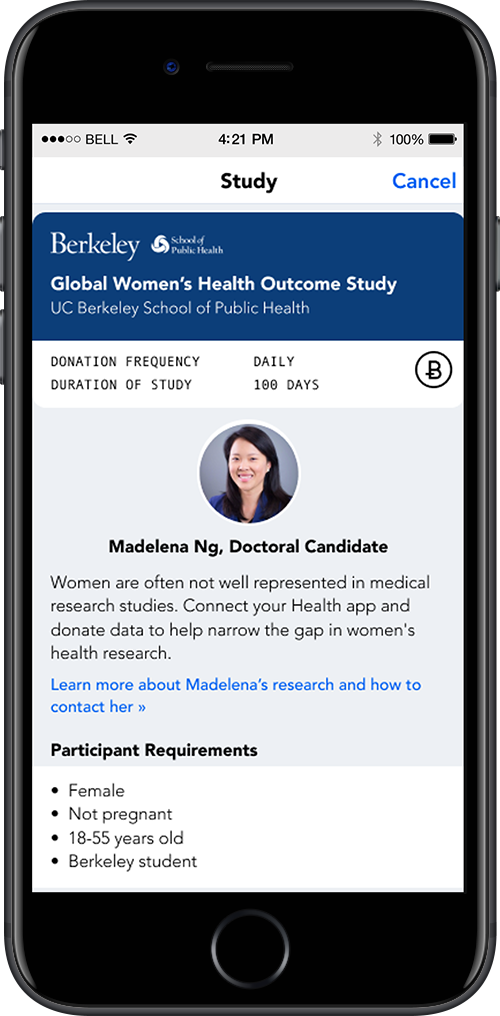 BELL 4:21 PM 100%
Study Cancel
Berkeley School of
Public Health
Global Women's Health Outcome Study
UC Berkeley School of Public Health
DONATION FREQUENCY DAILY
DURATION OF STUDY 100 DAYS
Madelena Ng, Doctoral Candidate
Women are often not well represented in medical
research studies. Connect your Health app and
donate data to help narrow the gap in women's
health research.
Learn more about Madelena's research and how to
contact her »
Participant Requirements
• Female
• Not pregnant
• 18-55 years old
• Berkeley student